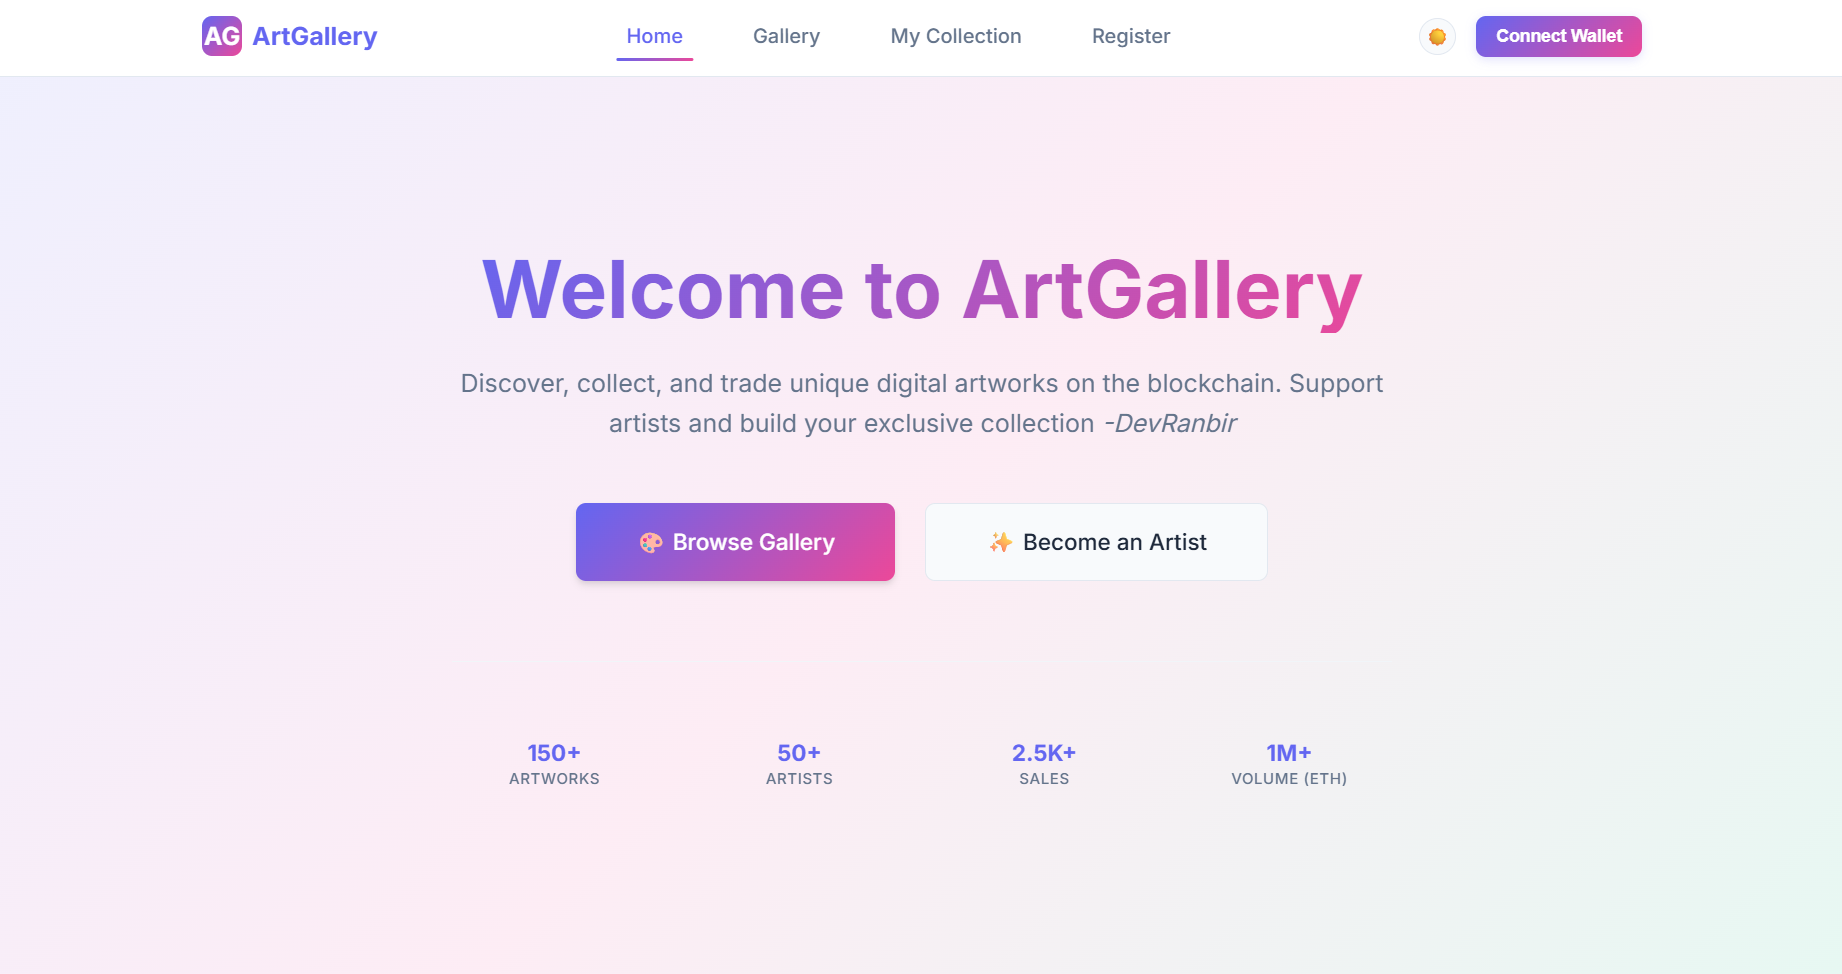 AG ArtGallery
Home
Gallery
My Collection
Register
Connect Wallet
Welcome to ArtGallery
Discover, collect, and trade unique digital artworks on the blockchain. Support
artists and build your exclusive collection -DevRanbir
Browse Gallery
Become an Artist
150+
ARTWORKS
50+
ARTISTS
2.5K+
SALES
1M+
VOLUME (ETH)